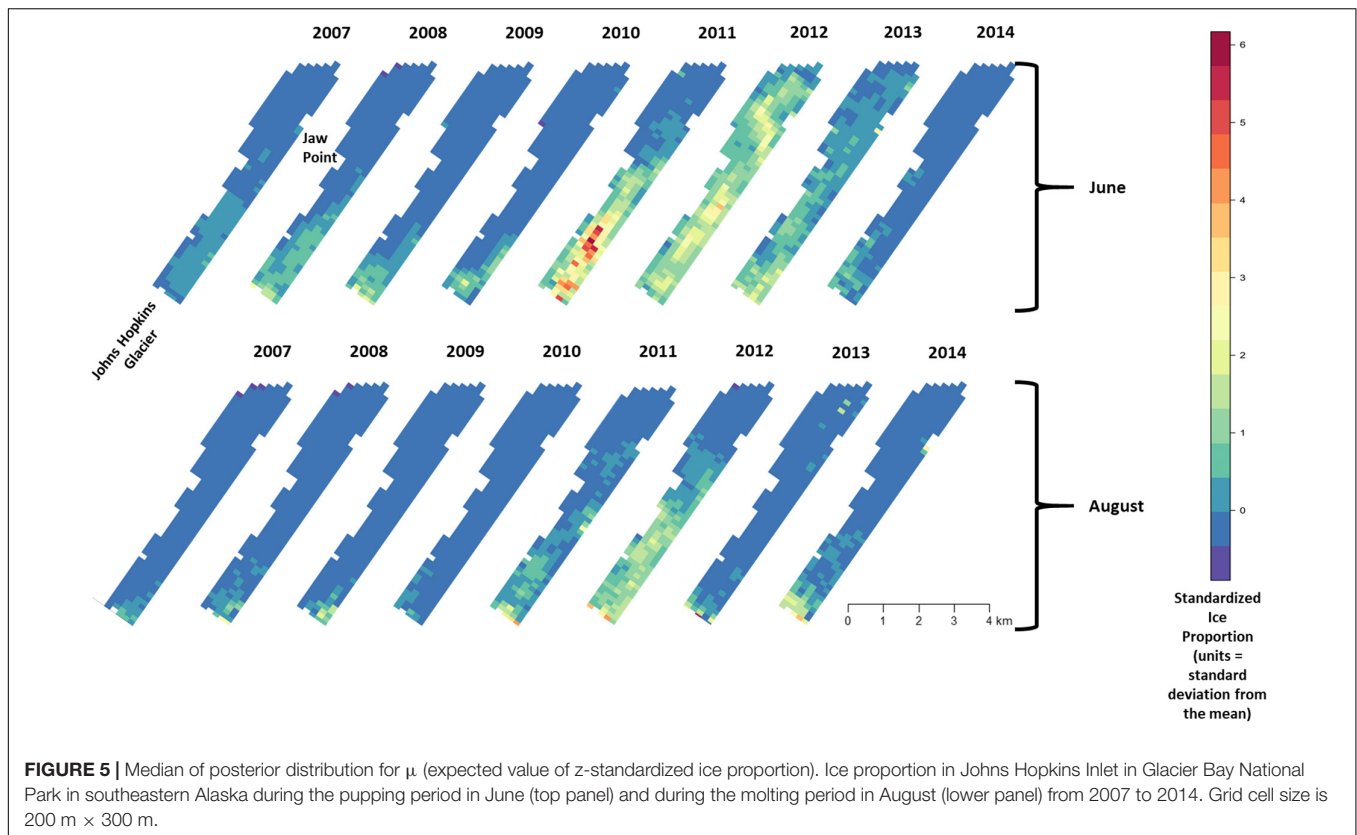 2007 2008 2009 2010 2011 2012 2013 2014
6
5
4
3
2
1
0
Jaw
Point
June
Johns Hopkins
Glacier
2007 2008 2009 2010 2011 2012 2013 2014
August
0 1 2 3 4 km
Standardized
Ice
Proportion
(units =
standard
deviation from
the mean)
FIGURE 5 | Median of posterior distribution for μ (expected value of z-standardized ice proportion). Ice proportion in Johns Hopkins Inlet in Glacier Bay National
Park in southeastern Alaska during the pupping period in June (top panel) and during the molting period in August (lower panel) from 2007 to 2014. Grid cell size is
200 m × 300 m.